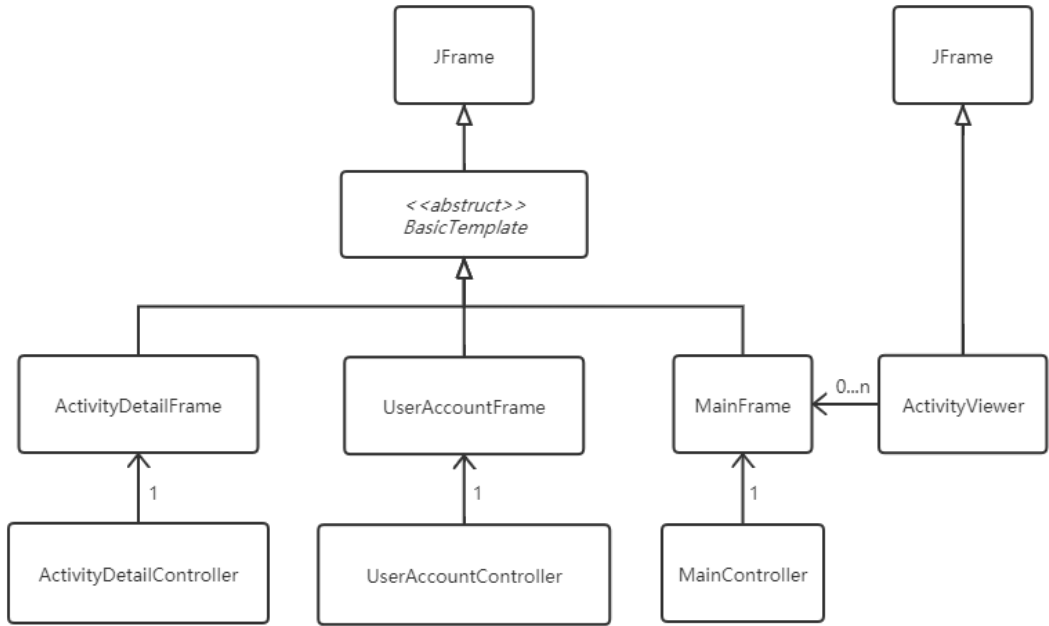 JFrame
JFrame
<<abstruct>>
BasicTemplate
ActivityDetailFrame
UserAccountFrame
MainFrame
0...n
ActivityViewer
1
1
1
ActivityDetailController
UserAccountController
MainController